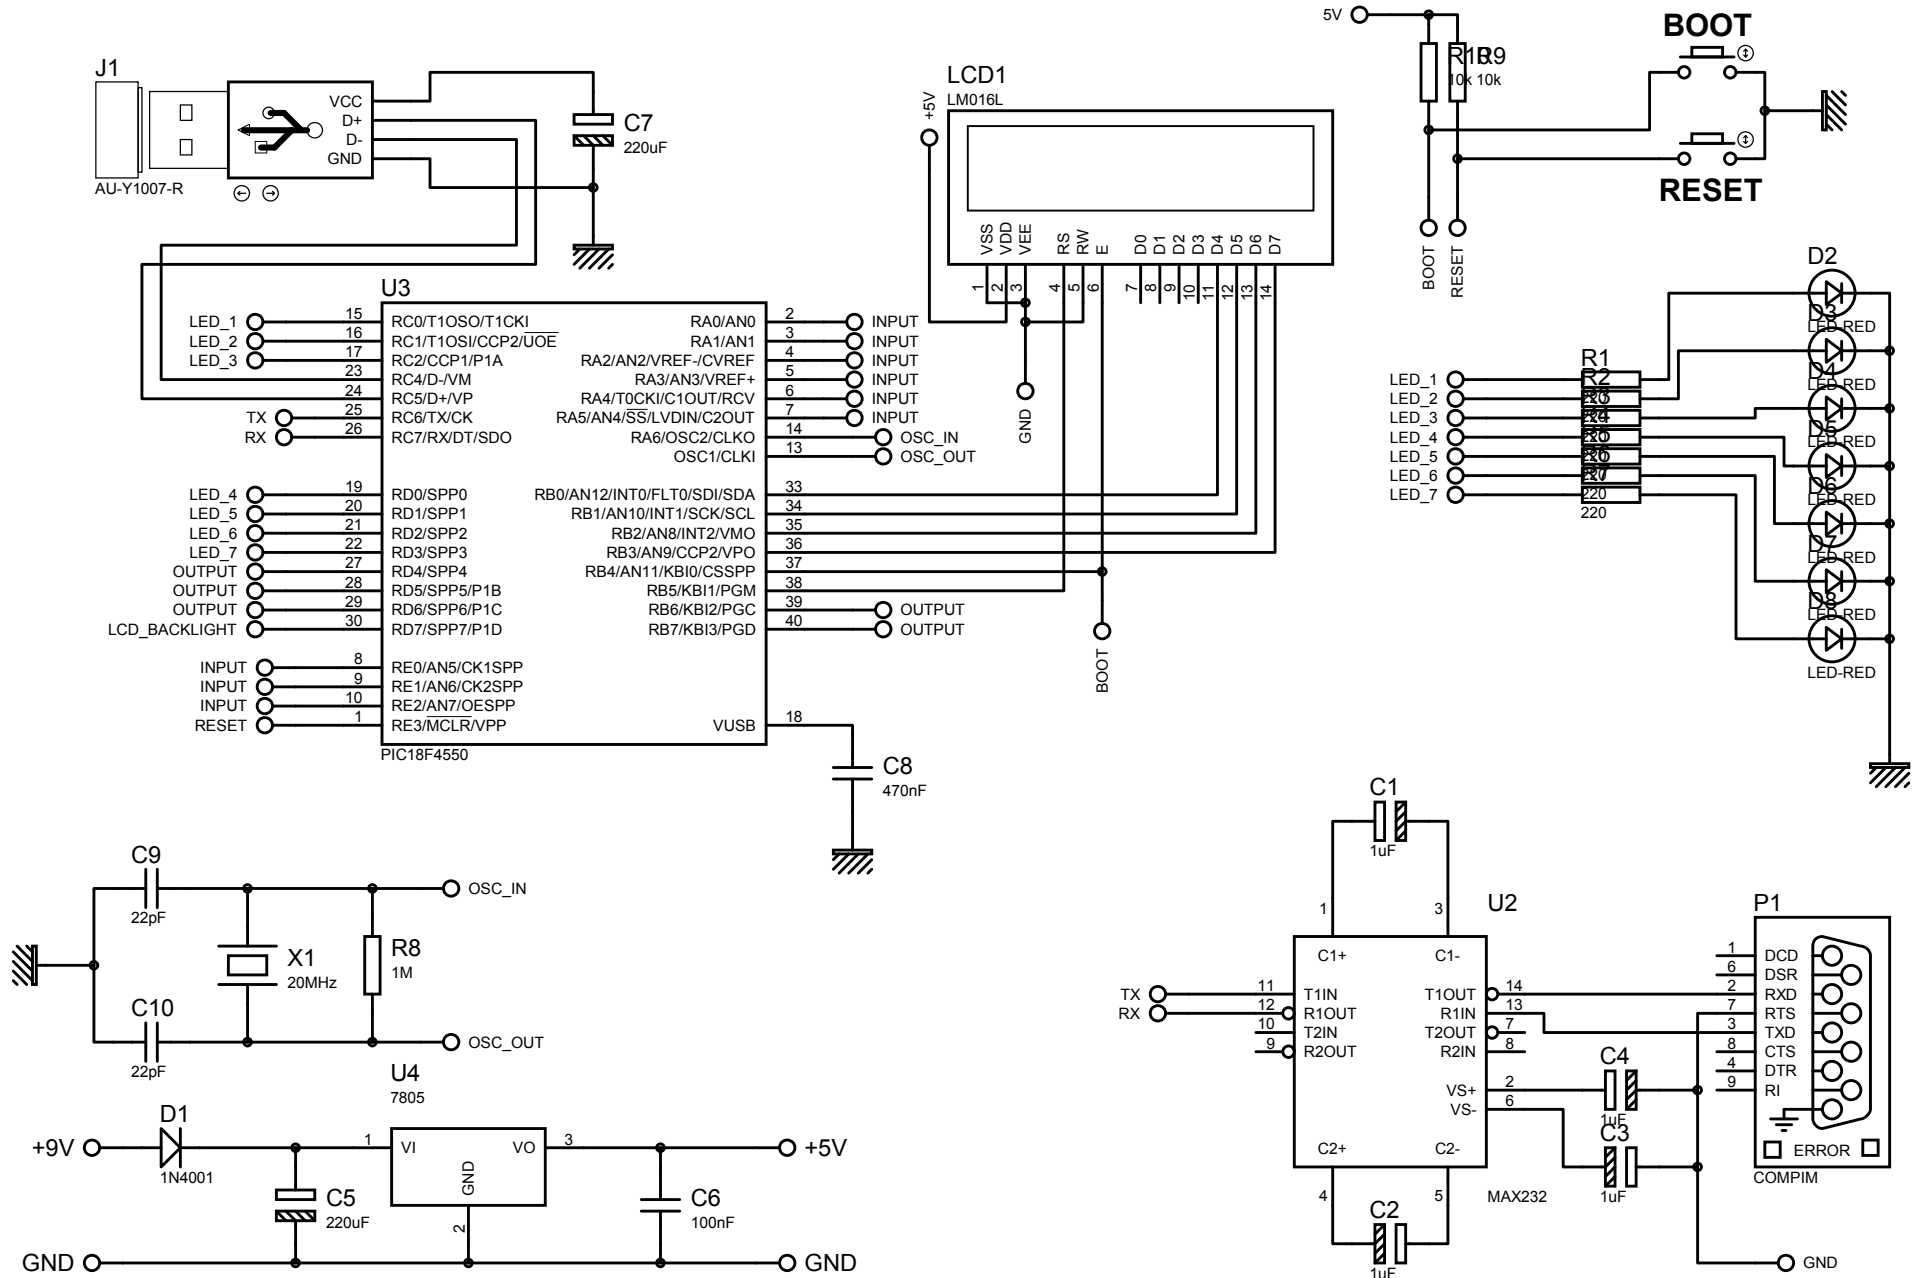 J1
VCC
D+
D-
GND
AU-Y1007-R
C7
220uF
LCD1
LM016L
+5V
VSS
VDD
VEE
RS
RW
E
D0
D1
D2
D3
D4
D5
D6
D7
1
2
3
4
5
6
7
8
9
10
11
12
13
14
GND
5V
R9
10k 10k
BOOT
RESET
BOOT
RESET
U3
LED_1 15 RC0/T1OSO/T1CKI
LED_2 16 RC1/T1OSI/CCP2/UOE
LED_3 17 RC2/CCP1/P1A
23 RC4/D-/VM
24 RC5/D+/VP
TX 25 RC6/TX/CK
RX 26 RC7/RX/DT/SDO
LED_4 19 RD0/SPP0
LED_5 20 RD1/SPP1
LED_6 21 RD2/SPP2
LED_7 22 RD3/SPP3
OUTPUT 27 RD4/SPP4
OUTPUT 28 RD5/SPP5/P1B
OUTPUT 29 RD6/SPP6/P1C
LCD_BACKLIGHT 30 RD7/SPP7/P1D
INPUT 8 RE0/AN5/CK1SPP
INPUT 9 RE1/AN6/CK2SPP
INPUT 10 RE2/AN7/OESPP
RESET 1 RE3/MCLR/VPP
RA0/AN0 2 INPUT
RA1/AN1 3 INPUT
RA2/AN2/VREF-/CVREF 4 INPUT
RA3/AN3/VREF+ 5 INPUT
RA4/T0CKI/C1OUT/RCV 6 INPUT
RA5/AN4/SS/LVDIN/C2OUT 7 INPUT
RA6/OSC2/CLKO 14 OSC_IN
OSC1/CLKI 13 OSC_OUT
RB0/AN12/INT0/FLT0/SDI/SDA 33
RB1/AN10/INT1/SCK/SCL 34
RB2/AN8/INT2/VMO 35
RB3/AN9/CCP2/VPO 36
RB4/AN11/KBI0/CSSPP 37
RB5/KBI1/PGM 38
RB6/KBI2/PGC 39 OUTPUT
RB7/KBI3/PGD 40 OUTPUT
VUSB 18
PIC18F4550
BOOT
C8
470nF
LED_1
LED_2
LED_3
LED_4
LED_5
LED_6
LED_7
R1
R2
220
220
D2
D3
LED-RED
D4
LED-RED
D5
LED-RED
D6
LED-RED
D7
LED-RED
D8
LED-RED
LED-RED
C9
22pF
OSC_IN
X1
20MHz
R8
1M
C10
22pF
OSC_OUT
U4
7805
+9V
D1
1N4001
1
VI
VO
3
+5V
GND
2
C5
220uF
C6
100nF
GND
GND
C1
1uF
U2
1
3
C1+
C1-
TX 11 T1IN
RX 12 R1OUT
10 T2IN
9 R2OUT
T1OUT 14
R1IN 13
T2OUT 7
R2IN 8
VS+ 2
VS- 6
C2+
C2-
4
5
MAX232
C2
1uF
C4
1uF
C3
1uF
P1
1 DCD
6 DSR
2 RXD
7 RTS
3 TXD
8 CTS
4 DTR
9 RI
ERROR
COMPIM
GND